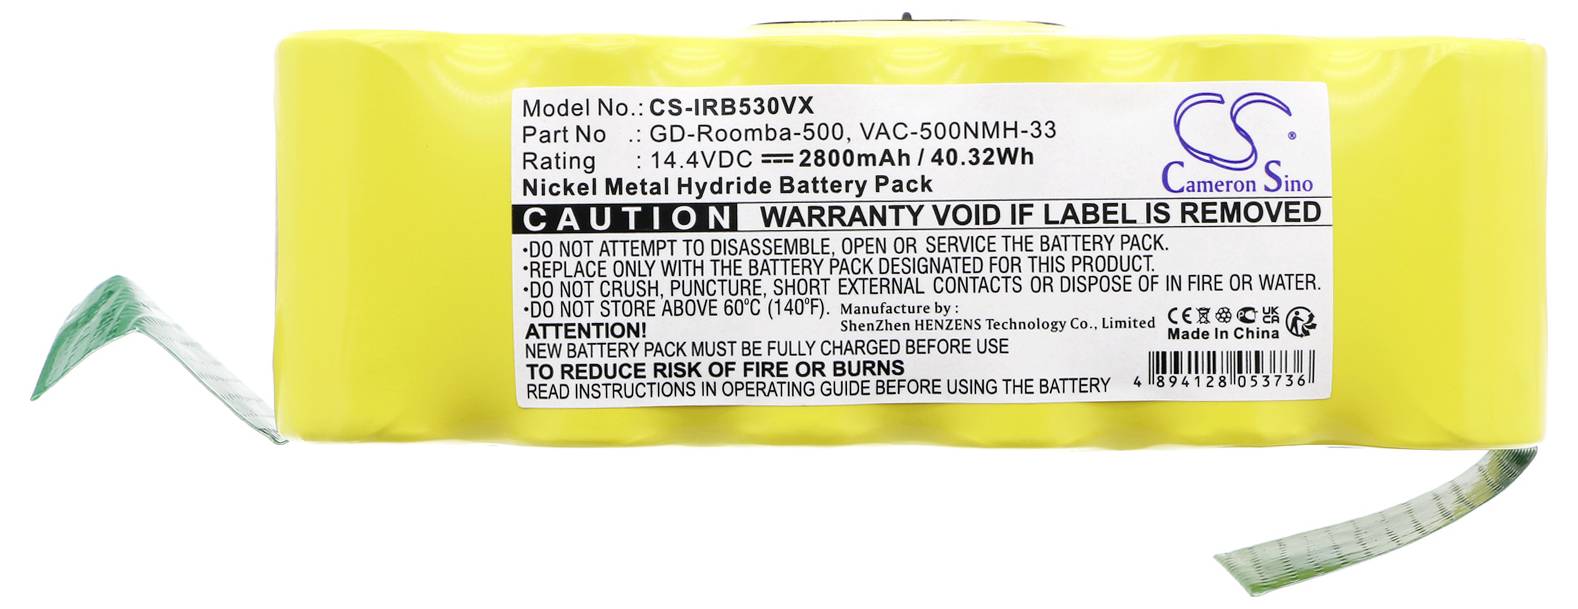 Model No.: CS-IRB530VX
Part No .: GD-Roomba-500, VAC-500NMH-33
Rating : 14.4VDC ⎓ 2800mAh / 40.32Wh
Nickel Metal Hydride Battery Pack
CS ®
Cameron Sino
CAUTION WARRANTY VOID IF LABEL IS REMOVED
•DO NOT ATTEMPT TO DISASSEMBLE, OPEN OR SERVICE THE BATTERY PACK.
•REPLACE ONLY WITH THE BATTERY PACK DESIGNATED FOR THIS PRODUCT.
•DO NOT CRUSH, PUNCTURE, SHORT EXTERNAL CONTACTS OR DISPOSE OF IN FIRE OR WATER.
•DO NOT STORE ABOVE 60°C (140°F).
Manufacture by :
ShenZhen HENZENS Technology Co., Limited
CE UKCA
Made In China
ATTENTION!
NEW BATTERY PACK MUST BE FULLY CHARGED BEFORE USE
TO REDUCE RISK OF FIRE OR BURNS
READ INSTRUCTIONS IN OPERATING GUIDE BEFORE USING THE BATTERY
4 894128 053736